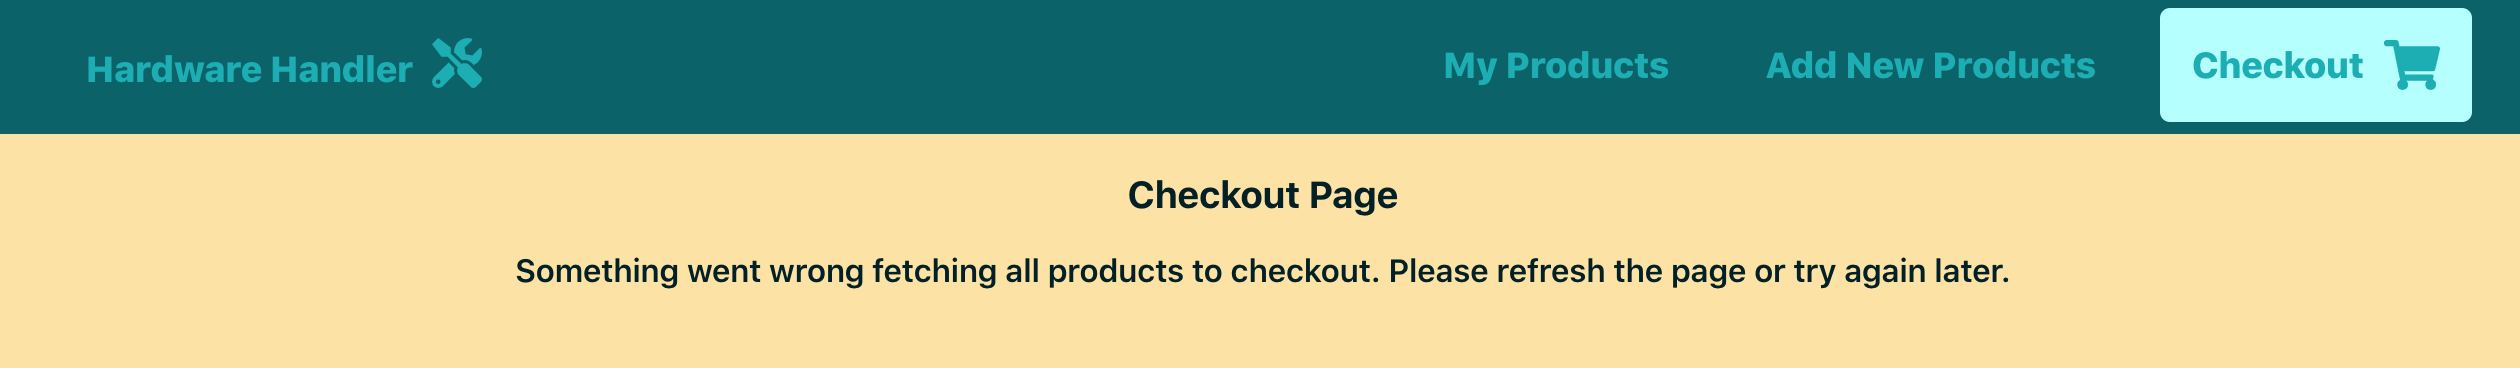 Hardware Handler
My Products
Add New Products
Checkout
Checkout Page
Something went wrong fetching all products to checkout. Please refresh the page or try again later.